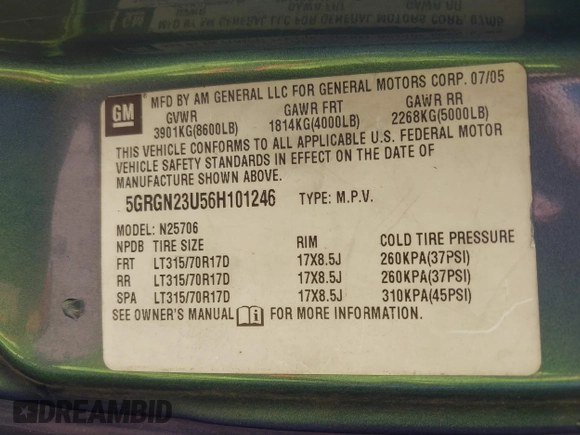 GM
MFD BY AM GENERAL LLC FOR GENERAL MOTORS CORP. 07/05
GVWR GAWR FRT GAWR RR
3901KG(8600LB) 1814KG(4000LB) 2268KG(5000LB)
THIS VEHICLE CONFORMS TO ALL APPLICABLE U.S. FEDERAL MOTOR
VEHICLE SAFETY STANDARDS IN EFFECT ON THE DATE OF
MANUFACTURE SHOWN ABOVE.
5GRGN23U56H101246 TYPE: M.P.V.
MODEL: N25706
NPDB TIRE SIZE RIM COLD TIRE PRESSURE
FRT LT315/70R17D 17X8.5J 260KPA(37PSI)
RR LT315/70R17D 17X8.5J 260KPA(37PSI)
SPA LT315/70R17D 17X8.5J 310KPA(45PSI)
SEE OWNER'S MANUAL FOR MORE INFORMATION.
DREAMBID